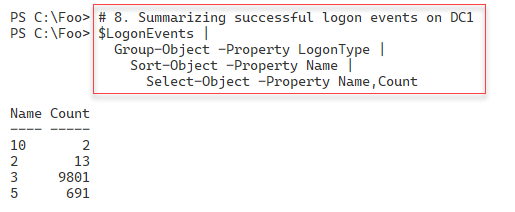 PS C:\Foo> # 8. Summarizing successful logon events on DC1
PS C:\Foo> $LogonEvents |
Group-Object -Property LogonType |
Sort-Object -Property Name |
Select-Object -Property Name,Count
Name Count
---- -----
10 2
2 13
3 9801
5 691